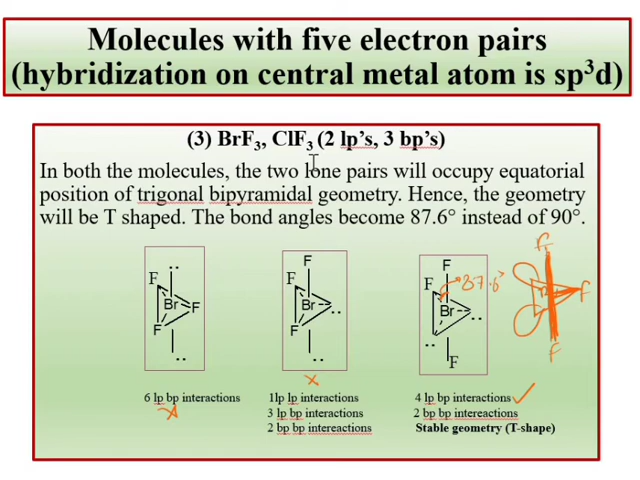 Molecules with five electron pairs
(hybridization on central metal atom is sp³d)
(3) BrF₃, ClF₃ (2 lp's, 3 bp's)
In both the molecules, the two lone pairs will occupy equatorial
position of trigonal bipyramidal geometry. Hence, the geometry
will be T shaped. The bond angles become 87.6° instead of 90°.
F
Br
F
F
F
F
Br
F
F
F
Br
F
87.6°
F
F
F
6 lp bp interactions
1lp lp interactions
3 lp bp interactions
2 bp bp intereactions
4 lp bp interactions
2 bp bp intereactions
Stable geometry (T-shape)